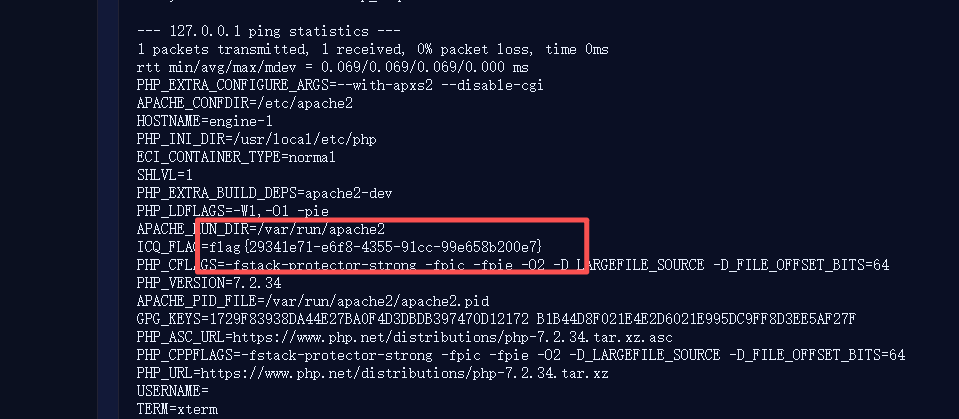 --- 127.0.0.1 ping statistics ---
1 packets transmitted, 1 received, 0% packet loss, time 0ms
rtt min/avg/max/mdev = 0.069/0.069/0.069/0.000 ms
PHP_EXTRA_CONFIGURE_ARGS=--with-apxs2 --disable-cgi
APACHE_CONFDIR=/etc/apache2
HOSTNAME=engine-1
PHP_INI_DIR=/usr/local/etc/php
ECI_CONTAINER_TYPE=normal
SHLVL=1
PHP_EXTRA_BUILD_DEPS=apache2-dev
PHP_LDFLAGS=-Wl,-O1 -pie
APACHE_RUN_DIR=/var/run/apache2
ICQ_FLAG=flag{29341e71-e6f8-4355-91cc-99e658b200e7}
PHP_CFLAGS=-fstack-protector-strong -fpic -fpie -O2 -D_LARGEFILE_SOURCE -D_FILE_OFFSET_BITS=64
PHP_VERSION=7.2.34
APACHE_PID_FILE=/var/run/apache2/apache2.pid
GPG_KEYS=1729F83938DA44E27BA0F4D3DBDB397470D12172 B1B44D8F021E4E2D6021E995DC9FF8D3EE5AF27F
PHP_ASC_URL=https://www.php.net/distributions/php-7.2.34.tar.xz.asc
PHP_CPPFLAGS=-fstack-protector-strong -fpic -fpie -O2 -D_LARGEFILE_SOURCE -D_FILE_OFFSET_BITS=64
PHP_URL=https://www.php.net/distributions/php-7.2.34.tar.xz
USERNAME=
TERM=xterm